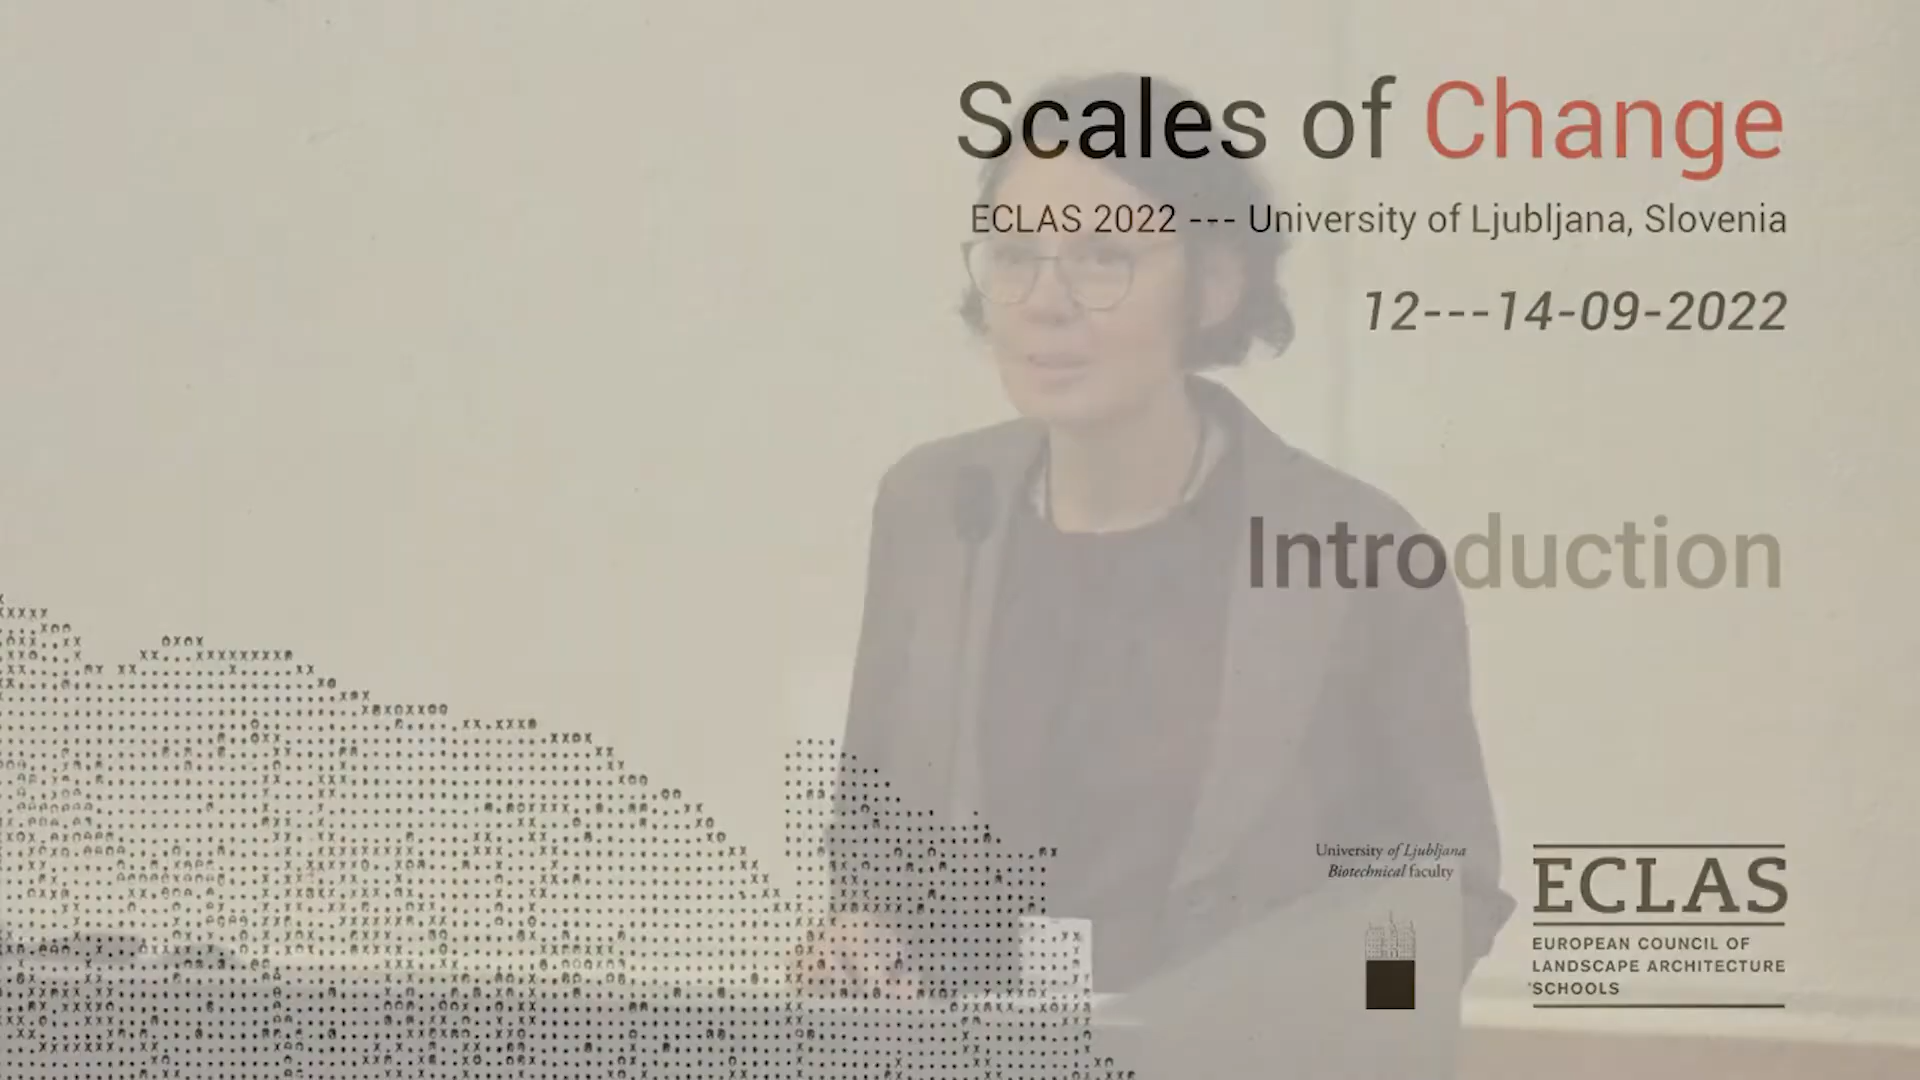 Scales of Change
ECLAS 2022 --- University of Ljubljana, Slovenia
12---14-09-2022
Introduction
University of Ljubljana
Biotechnical faculty
ECLAS
EUROPEAN COUNCIL OF
LANDSCAPE ARCHITECTURE
SCHOOLS